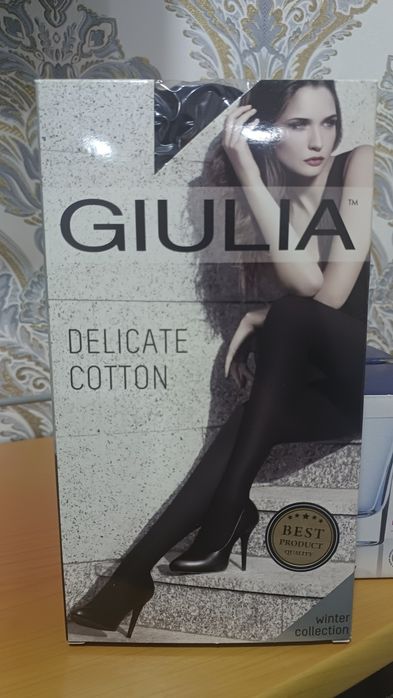 GIULIA™
DELICATE
COTTON
BEST
PRODUCT
QUALITY
winter
collection